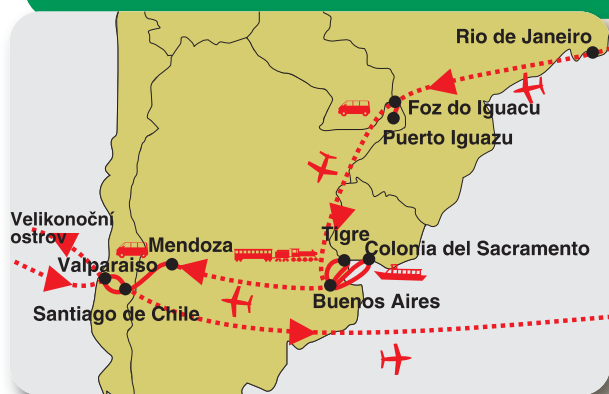 Rio de Janeiro
Foz do Iguacu
Puerto Iguazu
Velikonoční
ostrov
Tigre
Mendoza
Colonia del Sacramento
Valparaiso
Buenos Aires
Santiago de Chile